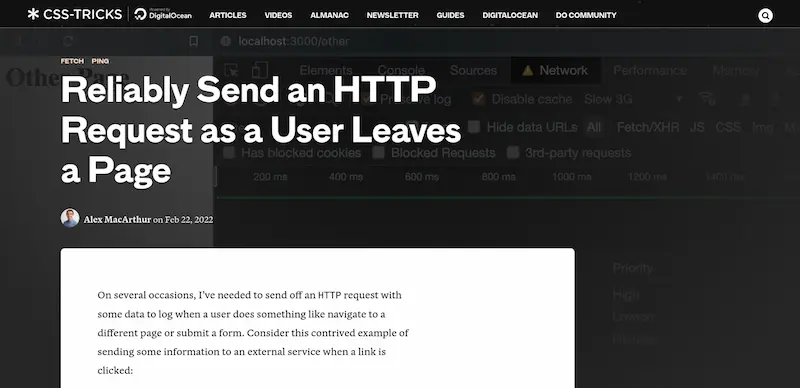 CSS-TRICKS
Powered by
DigitalOcean
ARTICLES VIDEOS ALMANAC NEWSLETTER GUIDES DIGITALOCEAN DO COMMUNITY
localhost:3000/other
FETCH PING
Elements Console Sources Network Performance Memory
Reliably Send an HTTP
Preserve log Disable cache Slow 3G
Request as a User Leaves
Hide data URLs All Fetch/XHR JS CSS Img
Has blocked cookies Blocked Requests 3rd-party requests
a Page
200 ms 400 ms 600 ms 800 ms 1000 ms 1200 ms 1400 ms
Alex MacArthur on Feb 22, 2022
Priority
High
On several occasions, I've needed to send off an HTTP request with
some data to log when a user does something like navigate to a
different page or submit a form. Consider this contrived example of
sending some information to an external service when a link is
clicked: